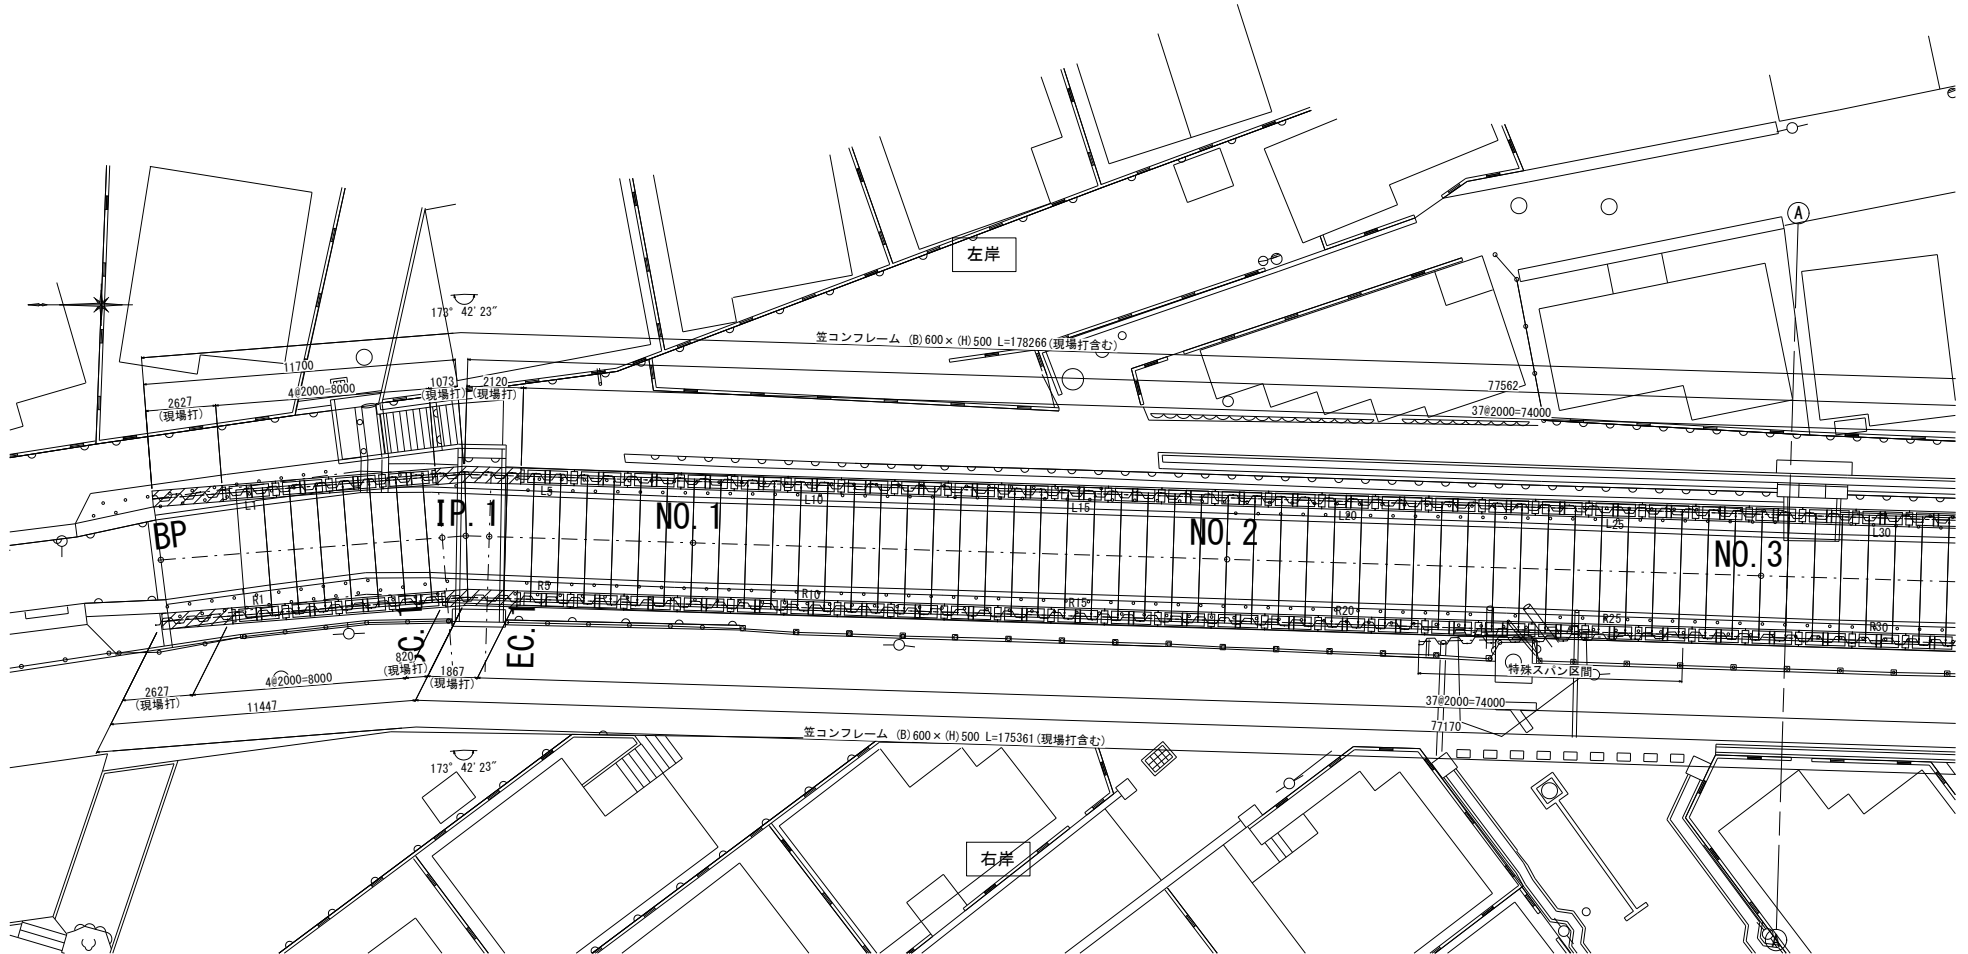 Ⓐ
左岸
173° 42′ 23″
笠コンフレーム (B)600×(H)500 L=178266(現場打含む)
11700
77562
4@2000=8000
1073
(現場打)
2120
(現場打)
2627
(現場打)
37@2000=74000
L1
L5
L10
L15
L20
L25
L30
BP
IP. 1
NO. 1
NO. 2
NO. 3
R1
R5
R10
R15
R20
R25
R30
EC. 1
820
(現場打)
1867
(現場打)
2627
(現場打)
4@2000=8000
11447
特殊スパン区間
37@2000=74000
77170
笠コンフレーム (B)600×(H)500 L=175361(現場打含む)
173° 42′ 23″
右岸